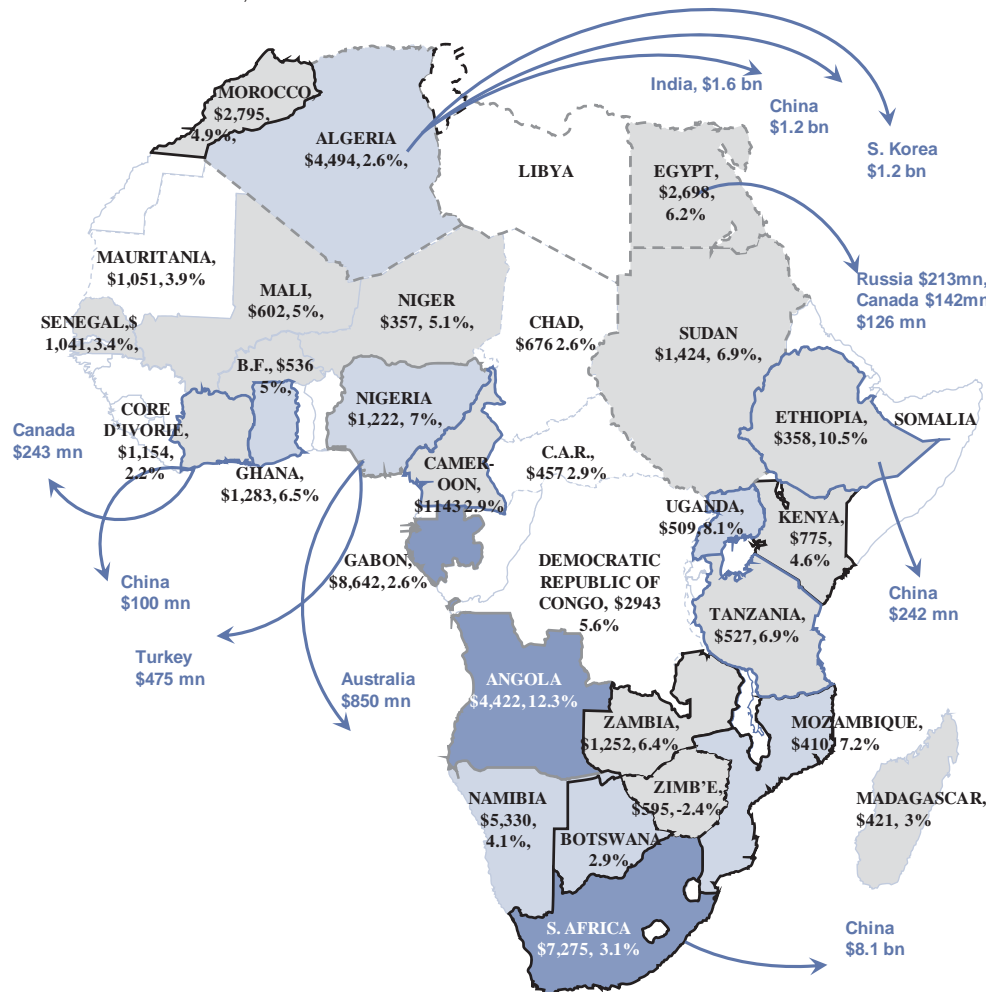 India, $1.6 bn
China
$1.2 bn
S. Korea
$1.2 bn
MOROCCO
$2,795,
4.9%,
ALGERIA
$4,494, 2.6%,
LIBYA
EGYPT,
$2,698,
6.2%
Russia $213mn,
Canada $142mn
$126 mn
MAURITANIA,
$1,051, 3.9%
MALI,
$602, 5%,
NIGER
$357, 5.1%,
CHAD,
$676 2.6%
SUDAN
$1,424, 6.9%,
SENEGAL,$
1,041, 3.4%,
B.F., $536
5%,
NIGERIA
$1,222, 7%,
ETHIOPIA,
$358, 10.5%
SOMALIA
CORE
D'IVORIE,
$1,154,
2.2%
GHANA,
$1,283, 6.5%
Canada
$243 mn
CAMER-
OON,
$1143 2.9%
C.A.R.,
$457 2.9%
UGANDA,
$509, 8.1%
KENYA,
$775,
4.6%
GABON,
$8,642, 2.6%
DEMOCRATIC
REPUBLIC OF
CONGO, $2943
5.6%
China
$100 mn
China
$242 mn
TANZANIA,
$527, 6.9%
Turkey
$475 mn
Australia
$850 mn
ANGOLA
$4,422, 12.3%
ZAMBIA,
$1,252, 6.4%
MOZAMBIQUE,
$410, 7.2%
NAMIBIA
$5,330,
4.1%,
ZIMB'E,
$595, -2.4%
BOTSWANA
2.9%,
MADAGASCAR,
$421, 3%
S. AFRICA
$7,275, 3.1%
China
$8.1 bn